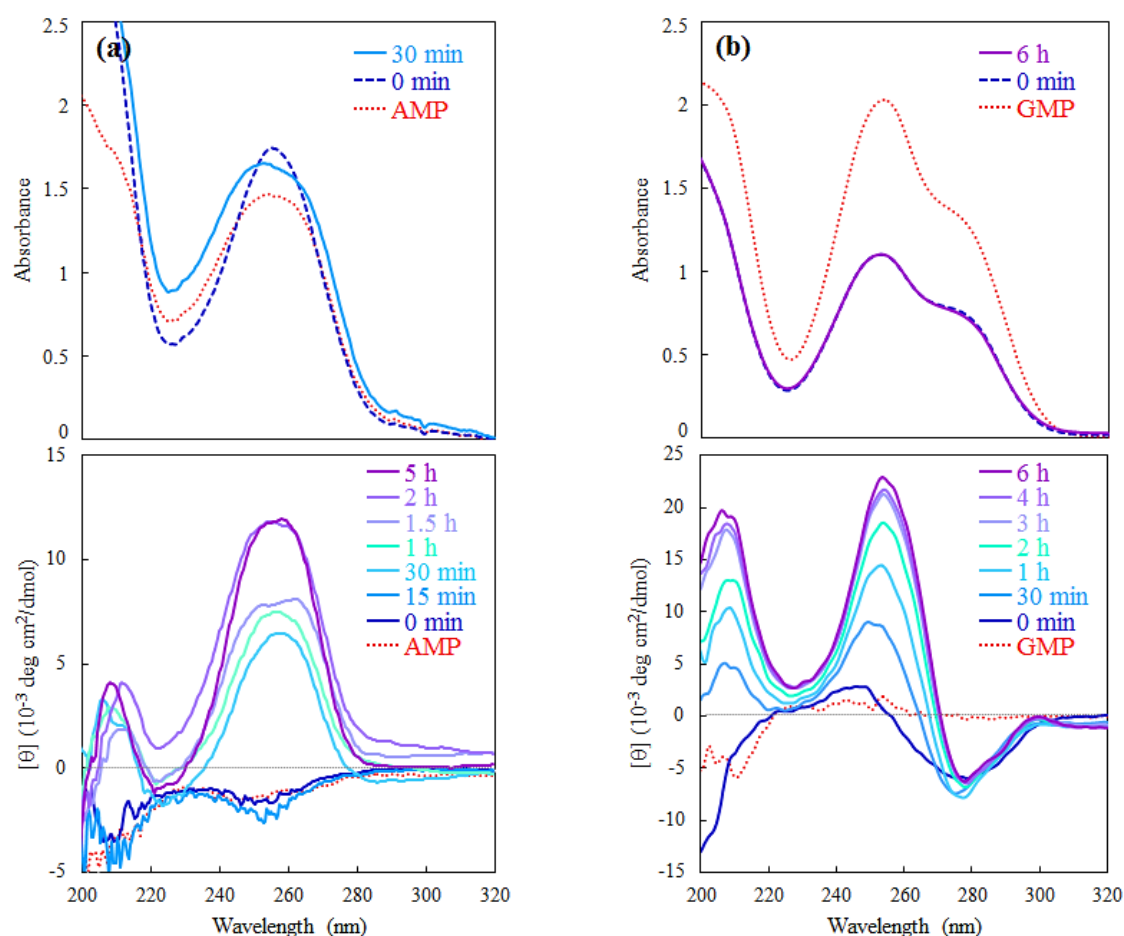 (a)
30 min
0 min
AMP
2.5
2
1.5
1
0.5
0
Absorbance
(b)
6 h
0 min
GMP
2.5
2
1.5
1
0.5
0
Absorbance
5 h
2 h
1.5 h
1 h
30 min
15 min
0 min
AMP
15
10
5
0
-5
[θ] (10⁻³ deg cm²/dmol)
200 220 240 260 280 300 320
Wavelength (nm)
6 h
4 h
3 h
2 h
1 h
30 min
0 min
GMP
25
20
15
10
5
0
-5
-10
-15
[θ] (10⁻³ deg cm²/dmol)
200 220 240 260 280 300 320
Wavelength (nm)